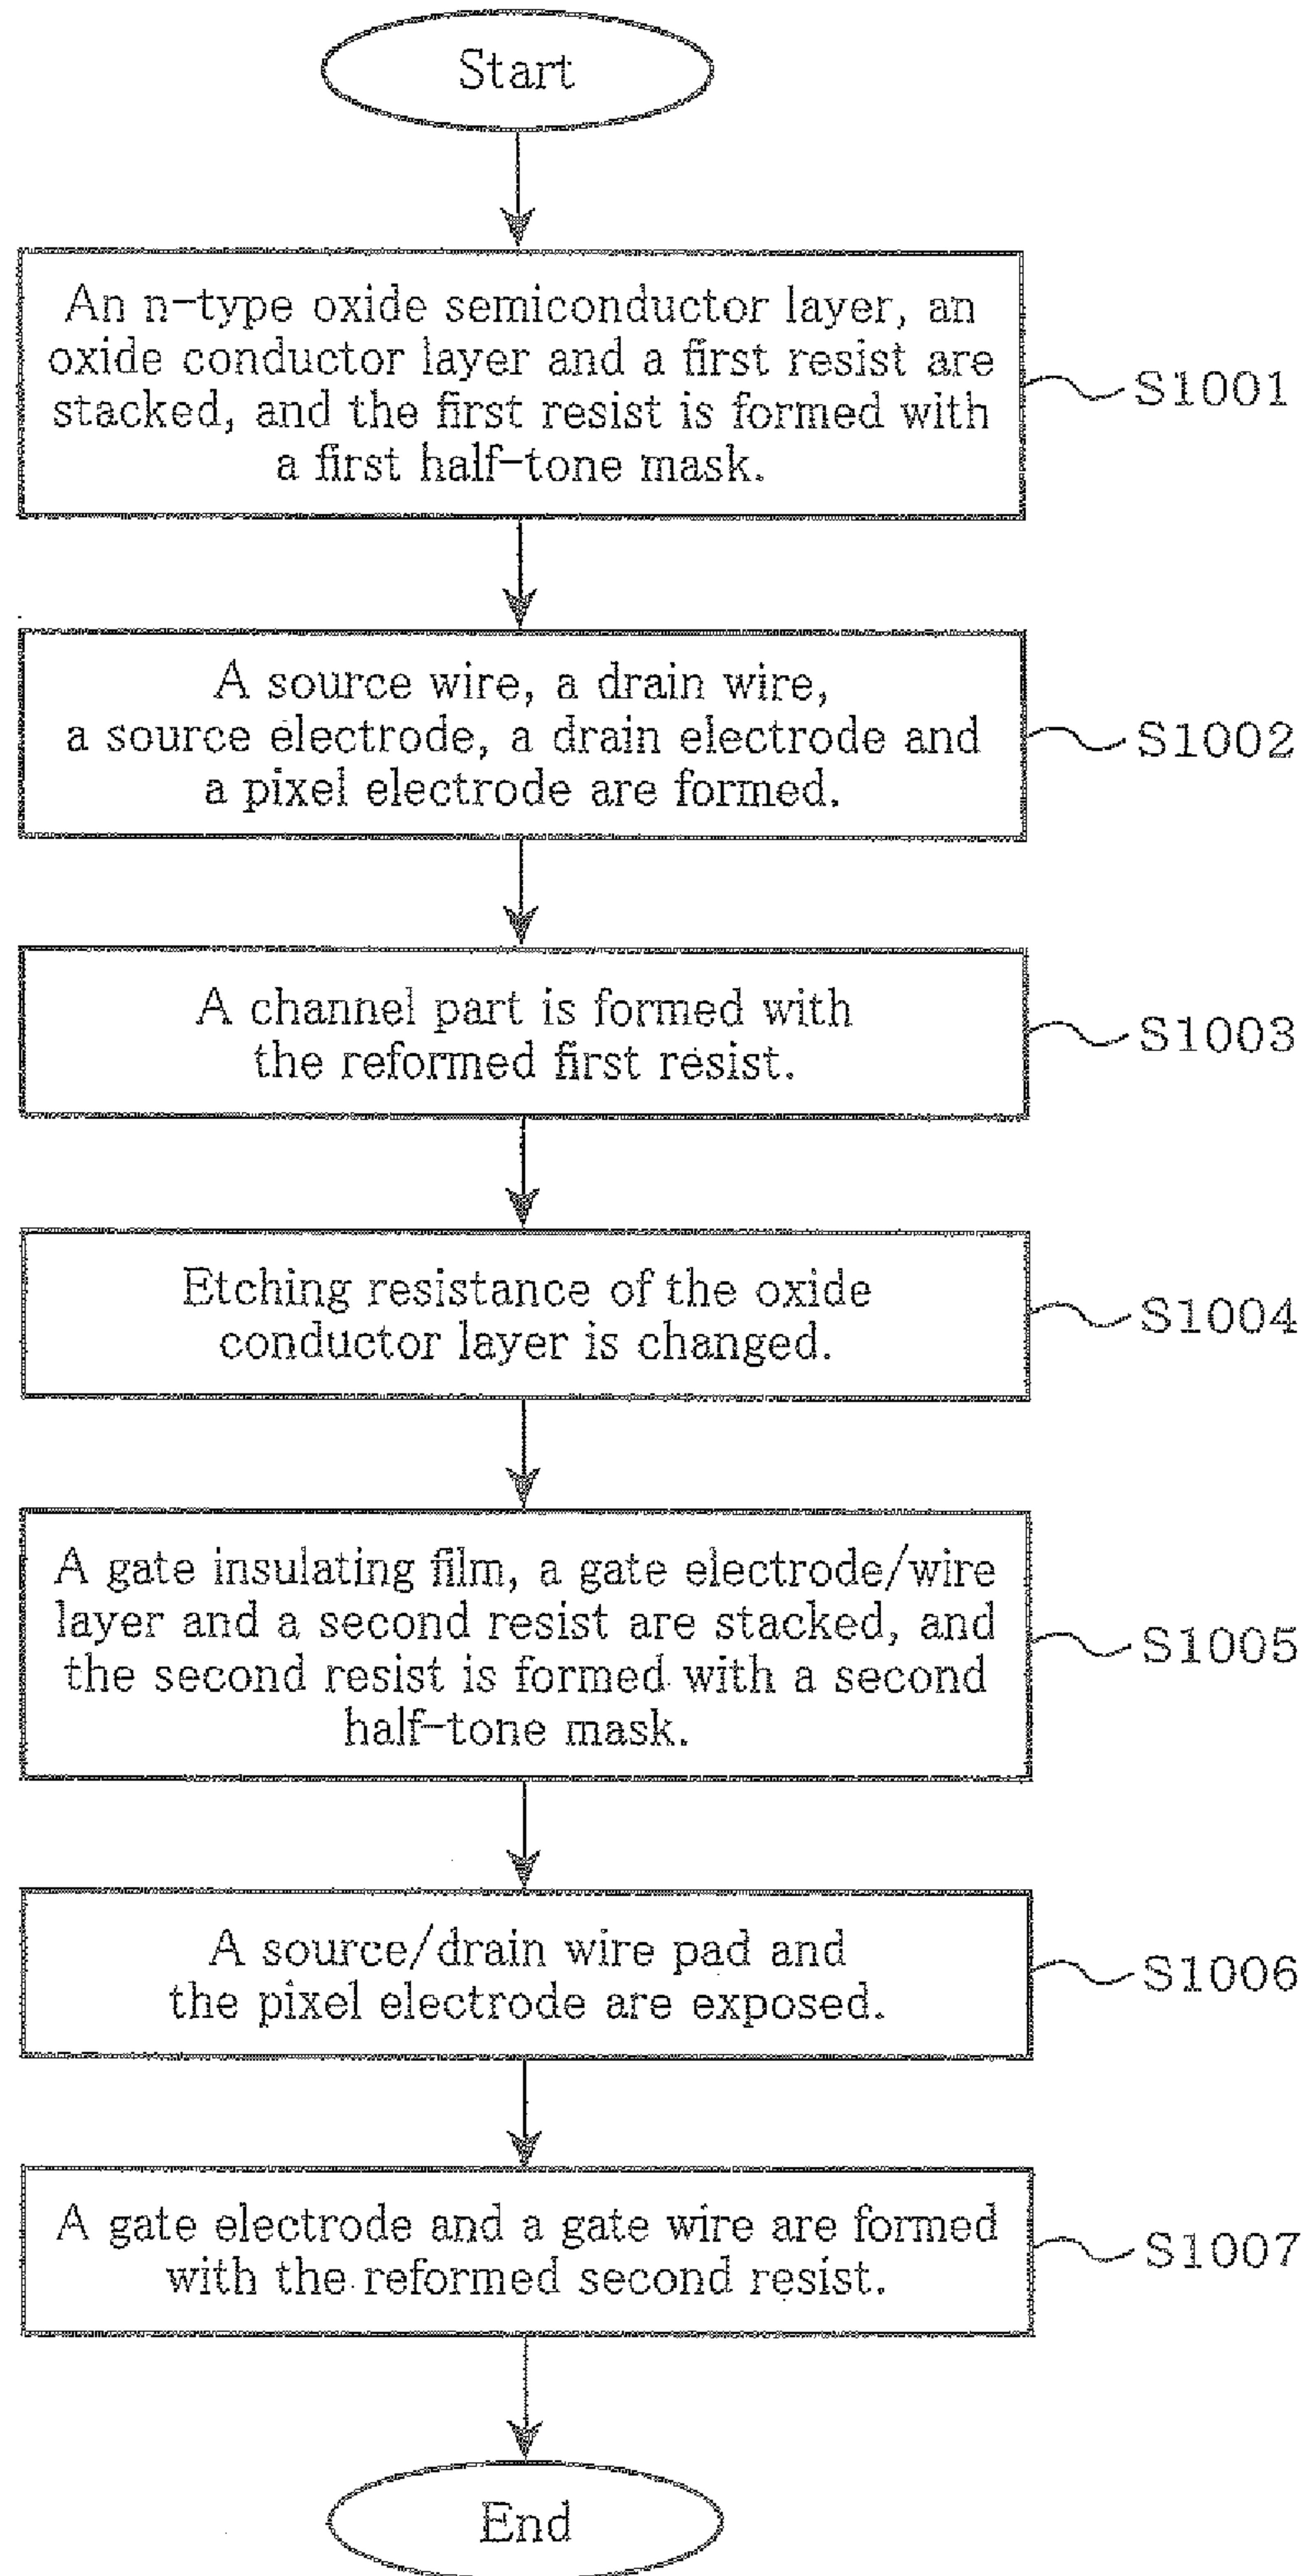 Start
An n-type oxide semiconductor layer, an
oxide conductor layer and a first resist are
stacked, and the first resist is formed with
a first half-tone mask.
S1001
A source wire, a drain wire,
a source electrode, a drain electrode and
a pixel electrode are formed.
S1002
A channel part is formed with
the reformed first resist.
S1003
Etching resistance of the oxide
conductor layer is changed.
S1004
A gate insulating film, a gate electrode/wire
layer and a second resist are stacked, and
the second resist is formed with a second
half-tone mask.
S1005
A source/drain wire pad and
the pixel electrode are exposed.
S1006
A gate electrode and a gate wire are formed
with the reformed second resist.
S1007
End